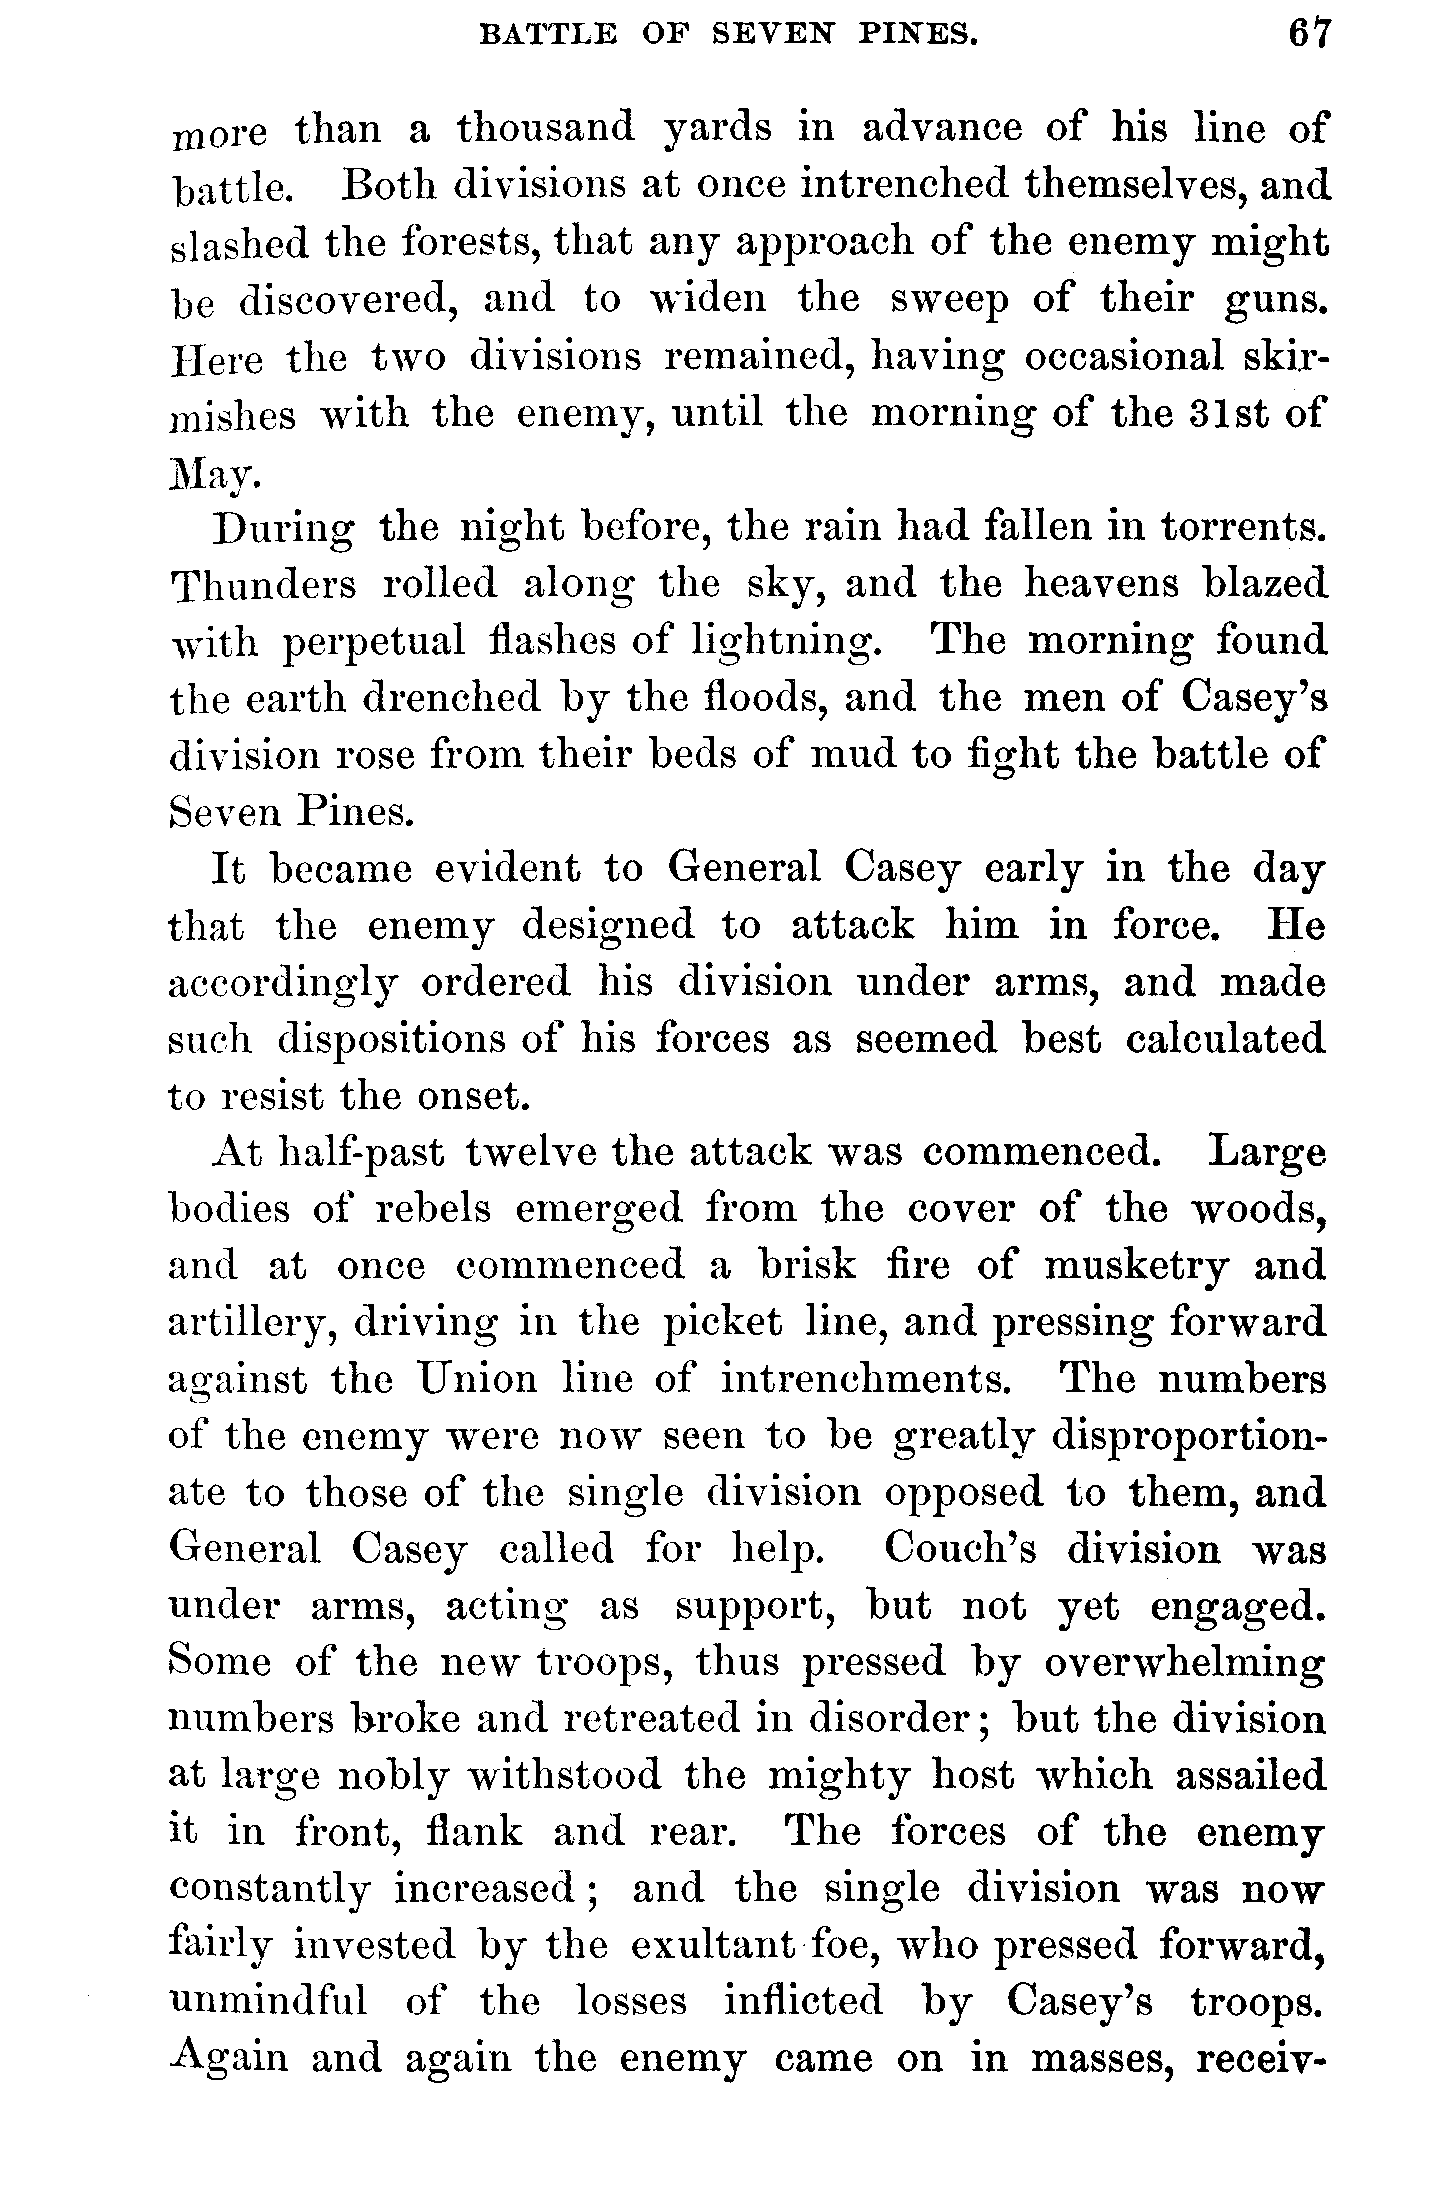 BATTLE OF SEVEN PINES. 67
more than a thousand yards in advance of his line of
battle. Both divisions at once intrenched themselves, and
slashed the forests, that any approach of the enemy might
be discovered, and to widen the sweep of their guns.
Here the two divisions remained, having occasional skir-
mishes with the enemy, until the morning of the 31st of
May.
During the night before, the rain had fallen in torrents.
Thunders rolled along the sky, and the heavens blazed
with perpetual flashes of lightning. The morning found
the earth drenched by the floods, and the men of Casey's
division rose from their beds of mud to fight the battle of
Seven Pines.
It became evident to General Casey early in the day
that the enemy designed to attack him in force. He
accordingly ordered his division under arms, and made
such dispositions of his forces as seemed best calculated
to resist the onset.
At half-past twelve the attack was commenced. Large
bodies of rebels emerged from the cover of the woods,
and at once commenced a brisk fire of musketry and
artillery, driving in the picket line, and pressing forward
against the Union line of intrenchments. The numbers
of the enemy were now seen to be greatly disproportion-
ate to those of the single division opposed to them, and
General Casey called for help. Couch's division was
under arms, acting as support, but not yet engaged.
Some of the new troops, thus pressed by overwhelming
numbers broke and retreated in disorder; but the division
at large nobly withstood the mighty host which assailed
it in front, flank and rear. The forces of the enemy
constantly increased; and the single division was now
fairly invested by the exultant foe, who pressed forward,
unmindful of the losses inflicted by Casey's troops.
Again and again the enemy came on in masses, receiv-